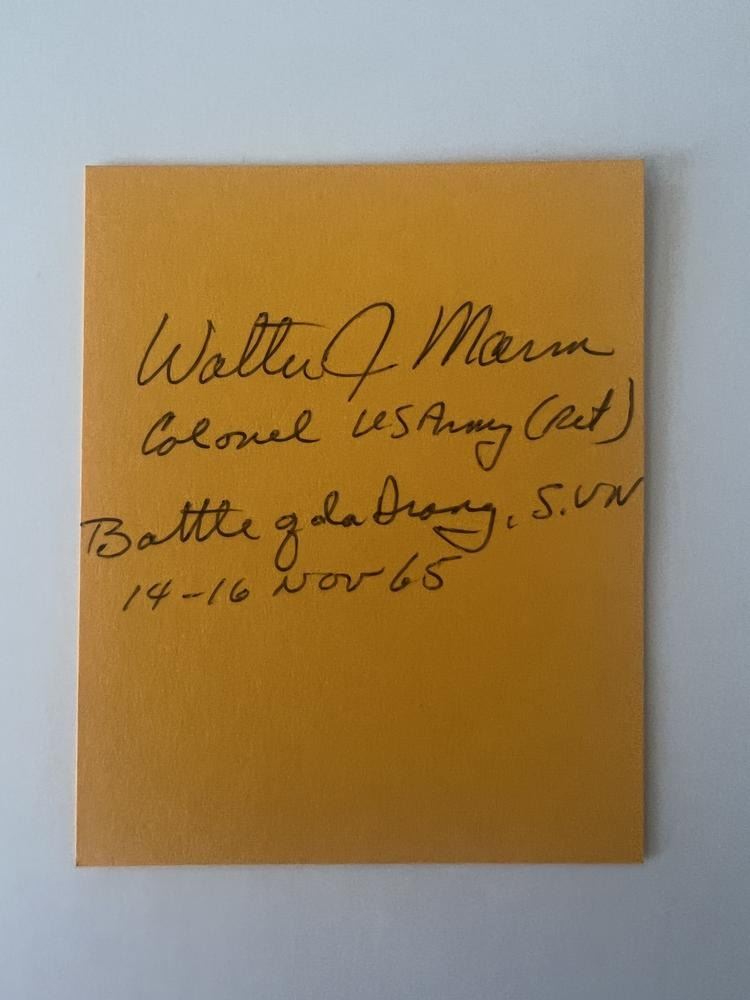 Walter J Marm
Colonel US Army (Ret)
Battle of Ia Drang, S. VN
14-16 NOV 65